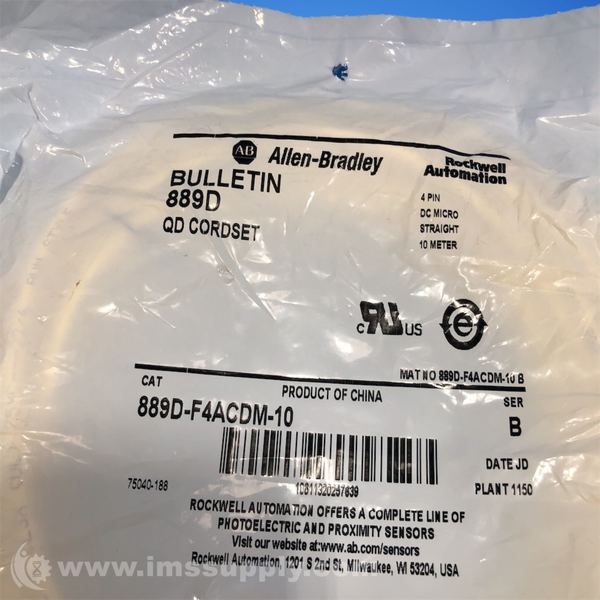 AB Allen-Bradley
Rockwell
Automation
BULLETIN
889D
QD CORDSET
4 PIN
DC MICRO
STRAIGHT
10 METER
c UR US
e
MAT NO 889D-F4ACDM-10 B
CAT
PRODUCT OF CHINA
SER
889D-F4ACDM-10
B
DATE JD
75040-188
10611320257639
PLANT 1150
ROCKWELL AUTOMATION OFFERS A COMPLETE LINE OF
PHOTOELECTRIC AND PROXIMITY SENSORS
Visit our website at:www.ab.com/sensors
Rockwell Automation, 1201 S 2nd St, Milwaukee, WI 53204, USA
www.imssupply.com